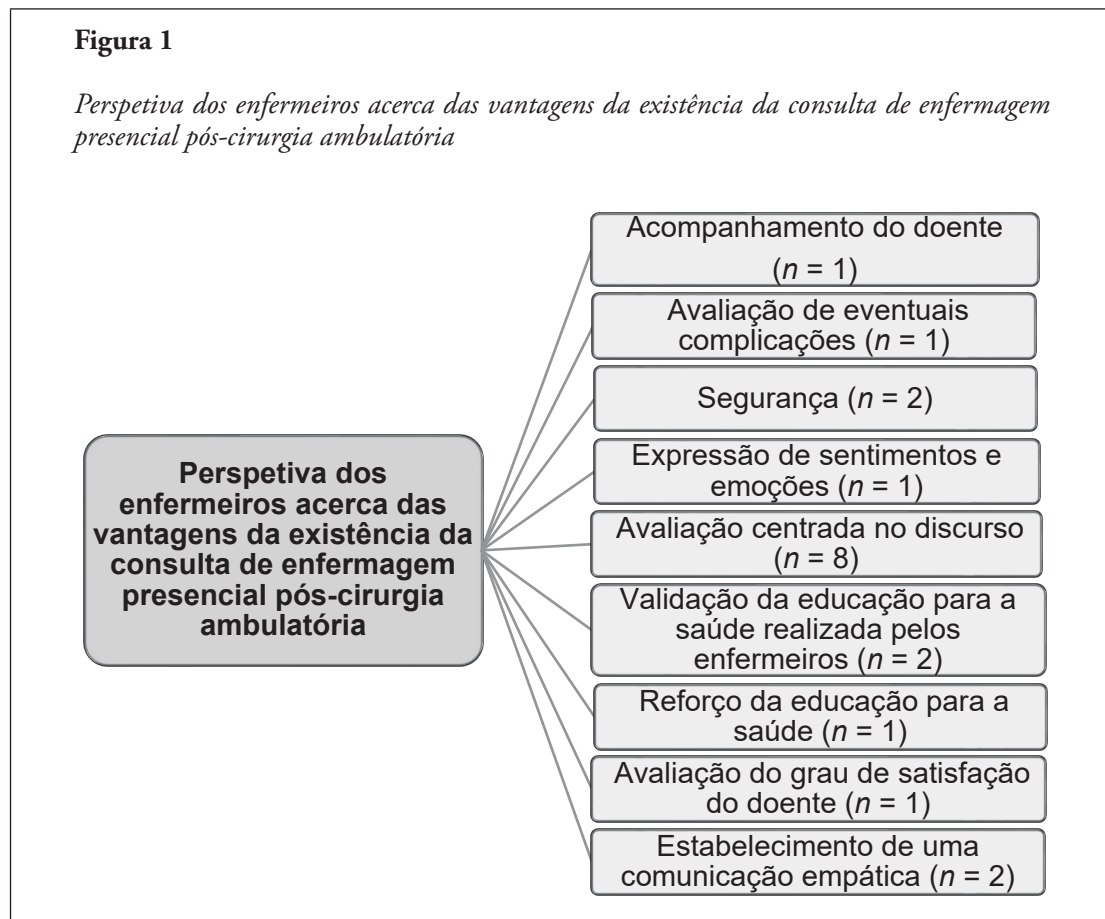 Figura 1
Perspetiva dos enfermeiros acerca das vantagens da existência da consulta de enfermagem
presencial pós-cirurgia ambulatória
Perspetiva dos
enfermeiros acerca das
vantagens da existência da
consulta de enfermagem
presencial pós-cirurgia
ambulatória
Acompanhamento do doente
(n = 1)
Avaliação de eventuais
complicações (n = 1)
Segurança (n = 2)
Expressão de sentimentos e
emoções (n = 1)
Avaliação centrada no discurso
(n = 8)
Validação da educação para a
saúde realizada pelos
enfermeiros (n = 2)
Reforço da educação para a
saúde (n = 1)
Avaliação do grau de satisfação
do doente (n = 1)
Estabelecimento de uma
comunicação empática (n = 2)